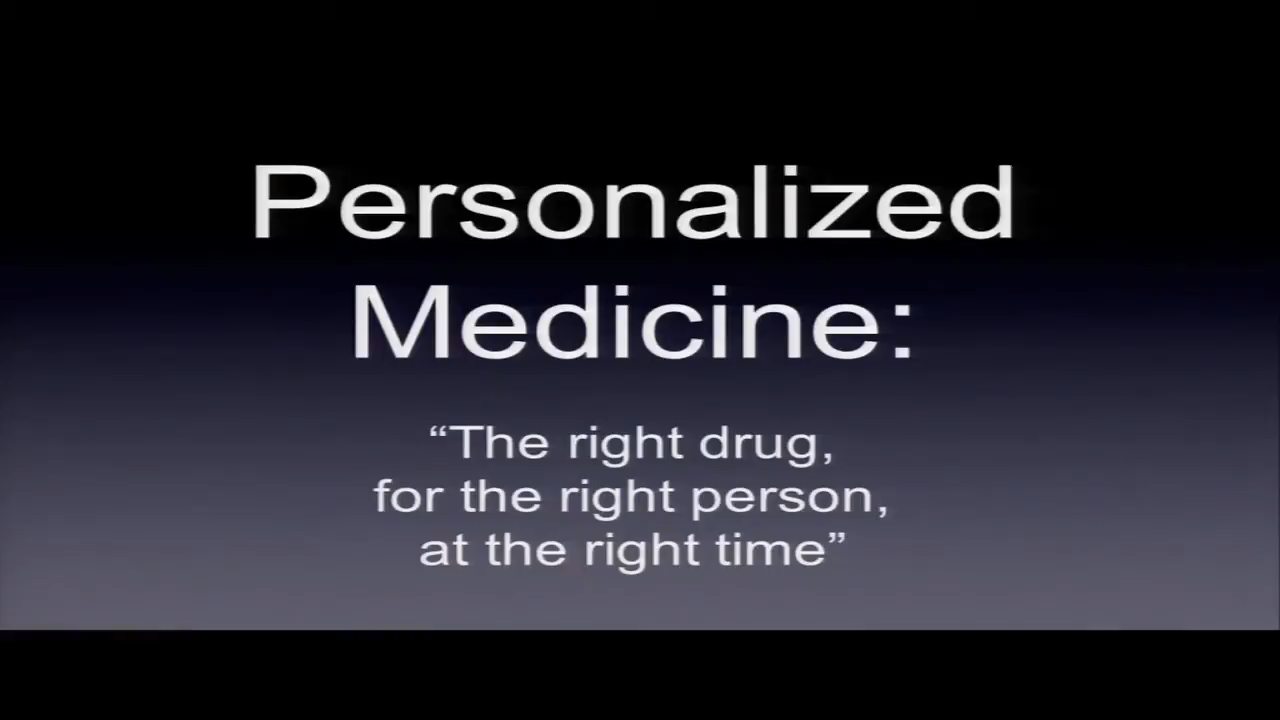 Personalized
Medicine:
“The right drug,
for the right person,
at the right time”